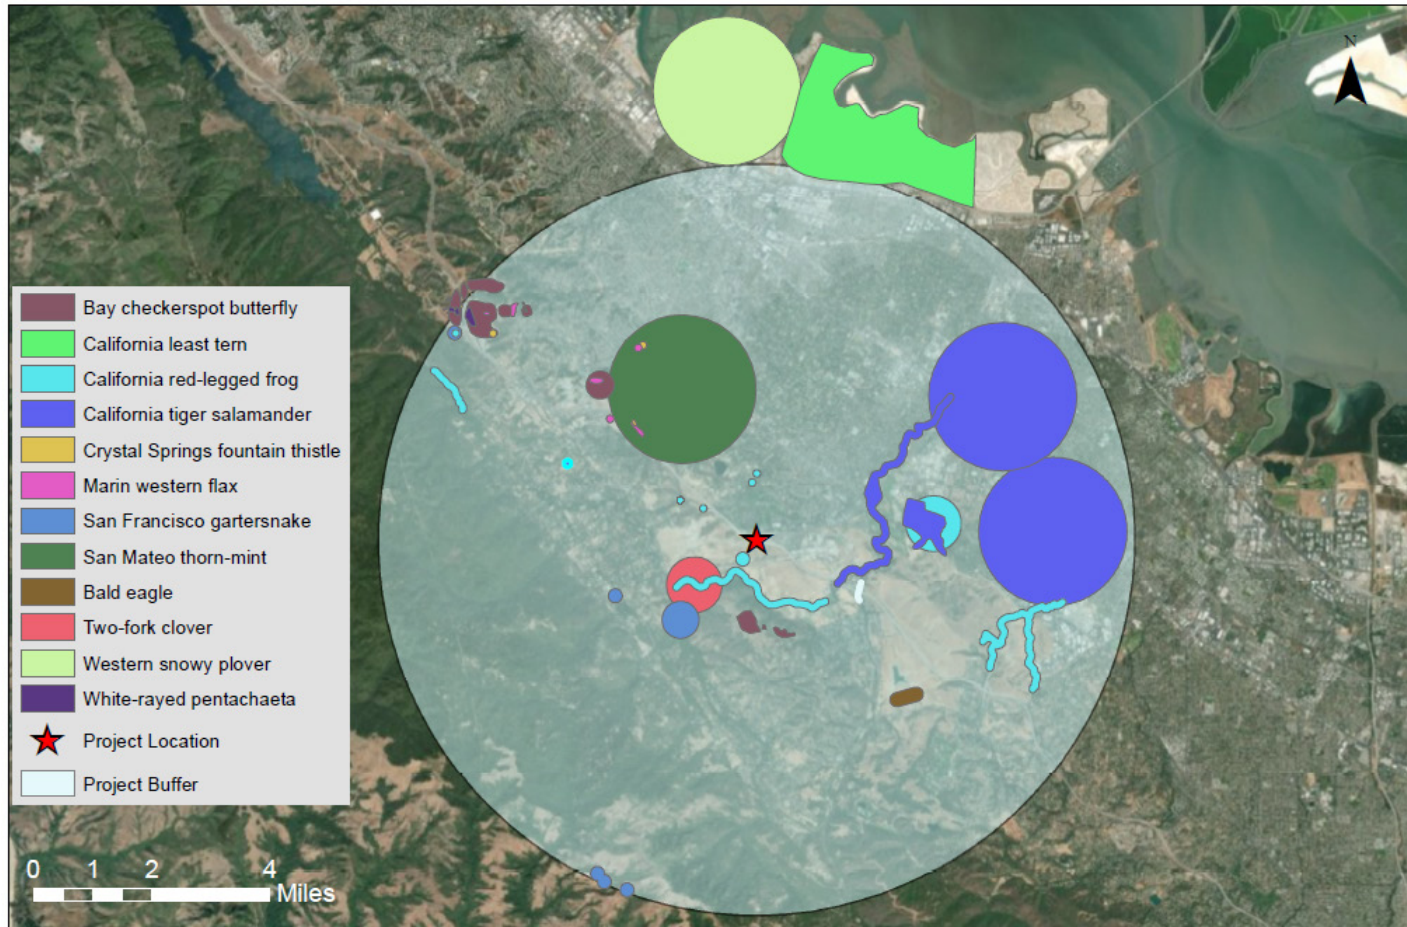 N
Bay checkerspot butterfly
California least tern
California red-legged frog
California tiger salamander
Crystal Springs fountain thistle
Marin western flax
San Francisco gartersnake
San Mateo thorn-mint
Bald eagle
Two-fork clover
Western snowy plover
White-rayed pentachaeta
Project Location
Project Buffer
0 1 2 4
Miles